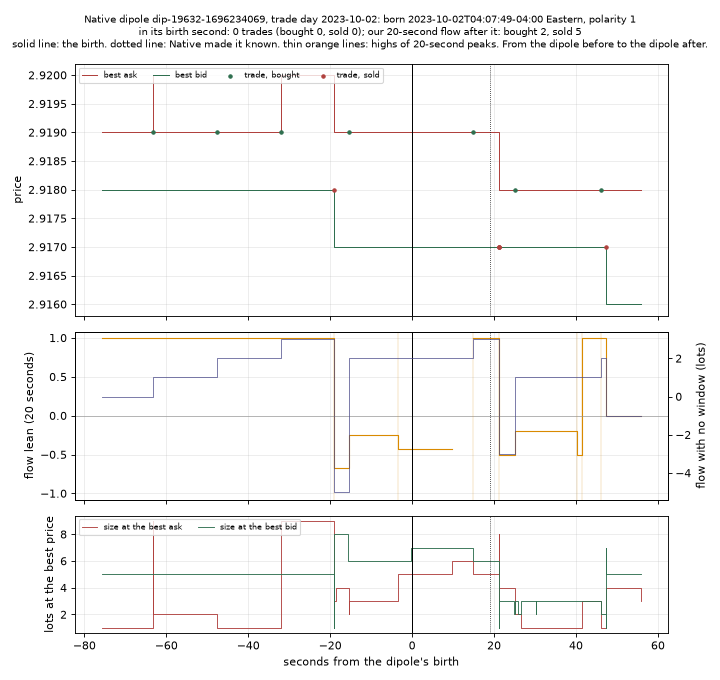 Native dipole dip-19632-1696234069, trade day 2023-10-02: born 2023-10-02T04:07:49-04:00 Eastern, polarity 1
in its birth second: 0 trades (bought 0, sold 0); our 20-second flow after it: bought 2, sold 5
solid line: the birth. dotted line: Native made it known. thin orange lines: highs of 20-second peaks. From the dipole before to the dipole after.
best ask
best bid
trade, bought
trade, sold
price
2.9200
2.9195
2.9190
2.9185
2.9180
2.9175
2.9170
2.9165
2.9160
flow lean (20 seconds)
1.0
0.5
0.0
−0.5
−1.0
2
0
−2
−4
flow with no window (lots)
size at the best ask
size at the best bid
lots at the best price
8
6
4
2
−80
−60
−40
−20
0
20
40
60
seconds from the dipole's birth